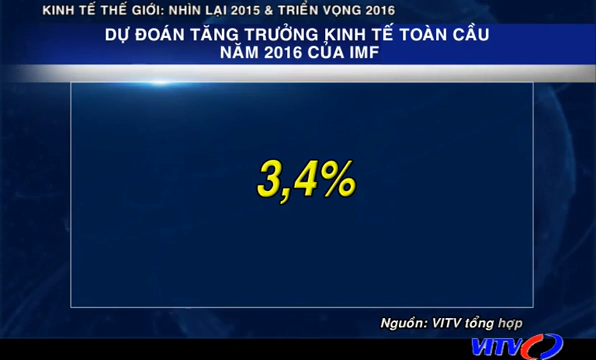 KINH TẾ THẾ GIỚI: NHÌN LẠI 2015 & TRIỂN VỌNG 2016
DỰ ĐOÁN TĂNG TRƯỞNG KINH TẾ TOÀN CẦU
NĂM 2016 CỦA IMF
3,4%
Nguồn: VITV tổng hợp
VITV